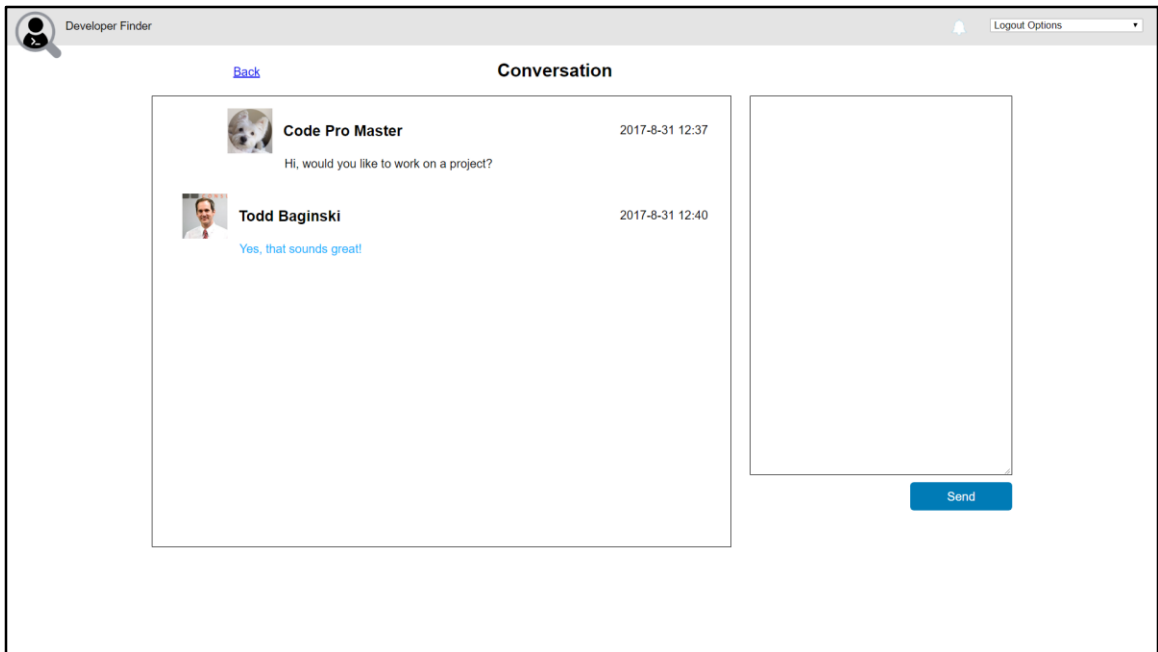 Developer Finder
Logout Options
Back
Conversation
Code Pro Master
2017-8-31 12:37
Hi, would you like to work on a project?
Todd Baginski
2017-8-31 12:40
Yes, that sounds great!
Send